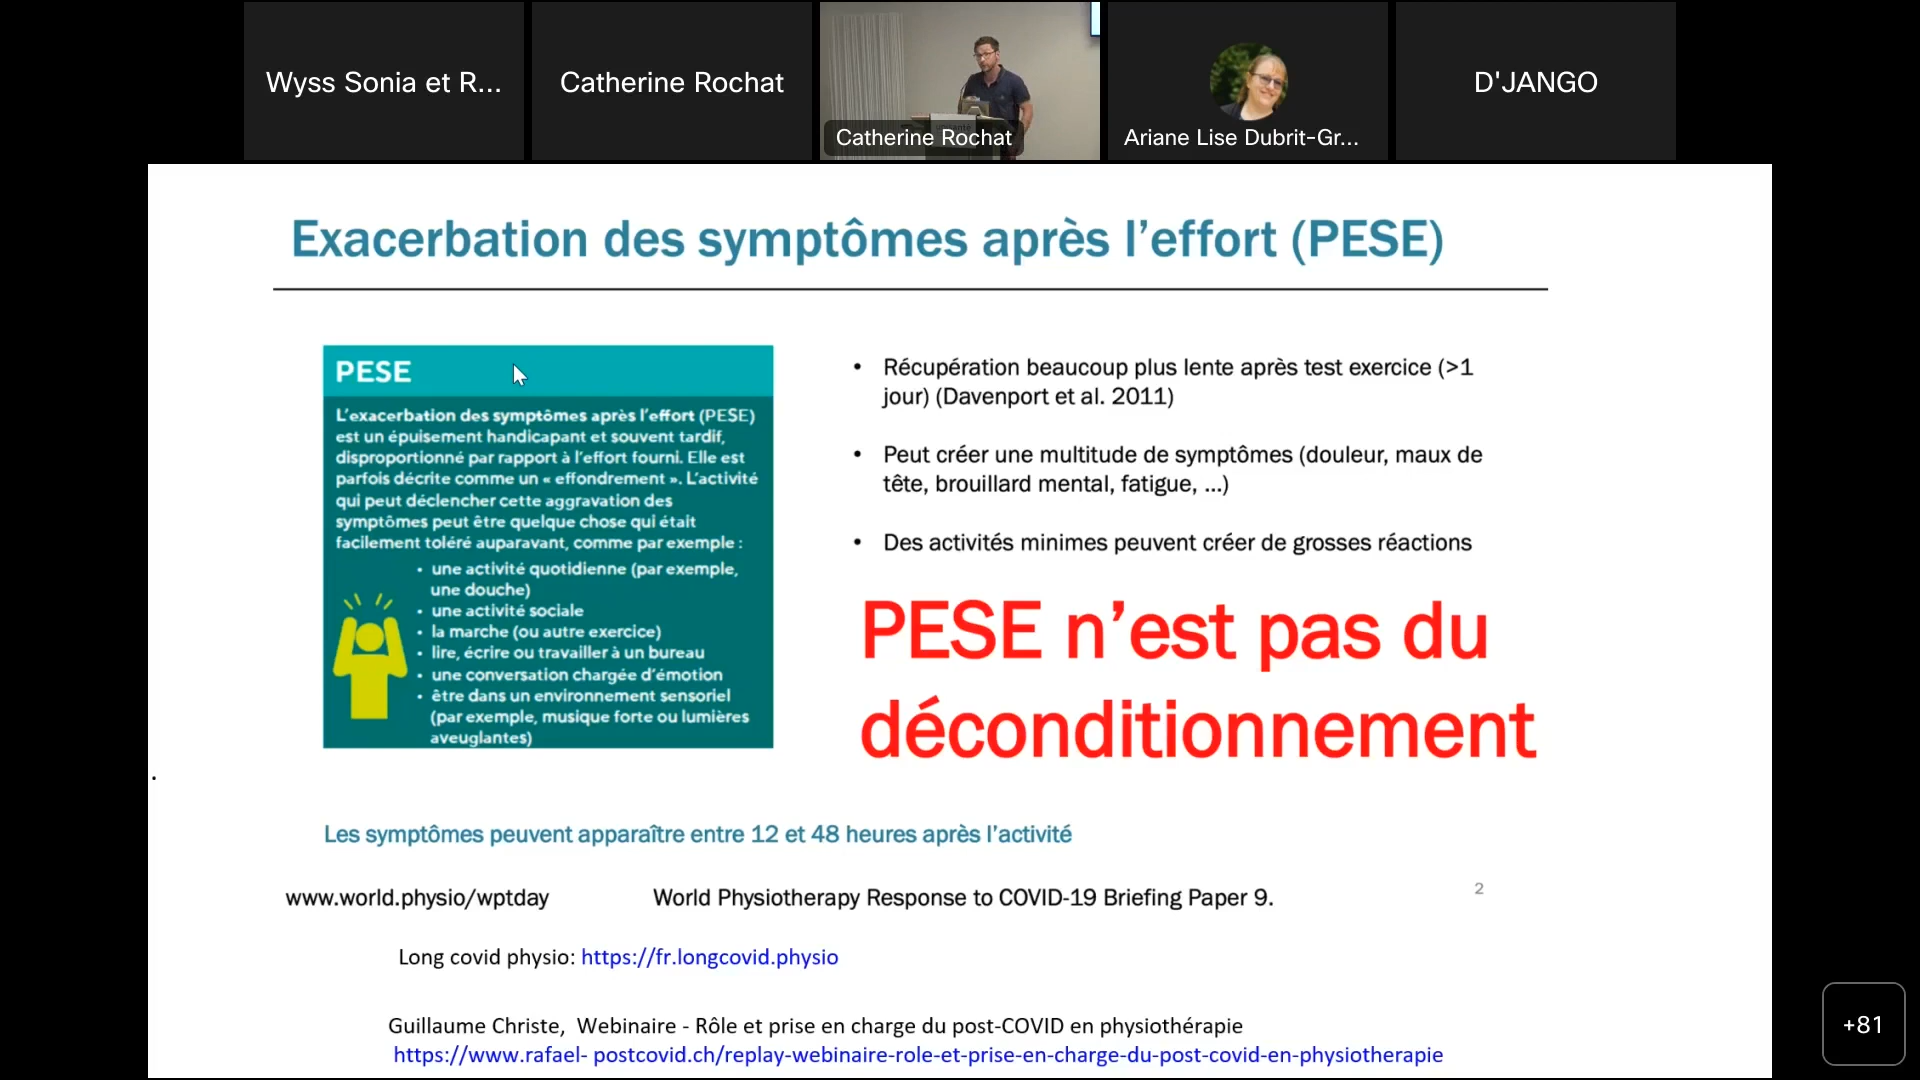 Wyss Sonia et R...
Catherine Rochat
Catherine Rochat
Ariane Lise Dubrit-Gr...
D'JANGO
Exacerbation des symptômes après l’effort (PESE)
PESE
L’exacerbation des symptômes après l’effort (PESE)
est un épuisement handicapant et souvent tardif,
disproportionné par rapport à l’effort fourni. Elle est
parfois décrite comme un « effondrement ». L’activité
qui peut déclencher cette aggravation des
symptômes peut être quelque chose qui était
facilement toléré auparavant, comme par exemple :
• une activité quotidienne (par exemple,
une douche)
• une activité sociale
• la marche (ou autre exercice)
• lire, écrire ou travailler à un bureau
• une conversation chargée d’émotion
• être dans un environnement sensoriel
(par exemple, musique forte ou lumières
aveuglantes)
• Récupération beaucoup plus lente après test exercice (>1
jour) (Davenport et al. 2011)
• Peut créer une multitude de symptômes (douleur, maux de
tête, brouillard mental, fatigue, ...)
• Des activités minimes peuvent créer de grosses réactions
PESE n’est pas du
déconditionnement
.
Les symptômes peuvent apparaître entre 12 et 48 heures après l’activité
www.world.physio/wptday World Physiotherapy Response to COVID-19 Briefing Paper 9.
2
Long covid physio: https://fr.longcovid.physio
Guillaume Christe, Webinaire - Rôle et prise en charge du post-COVID en physiothérapie
https://www.rafael- postcovid.ch/replay-webinaire-role-et-prise-en-charge-du-post-covid-en-physiotherapie
+81